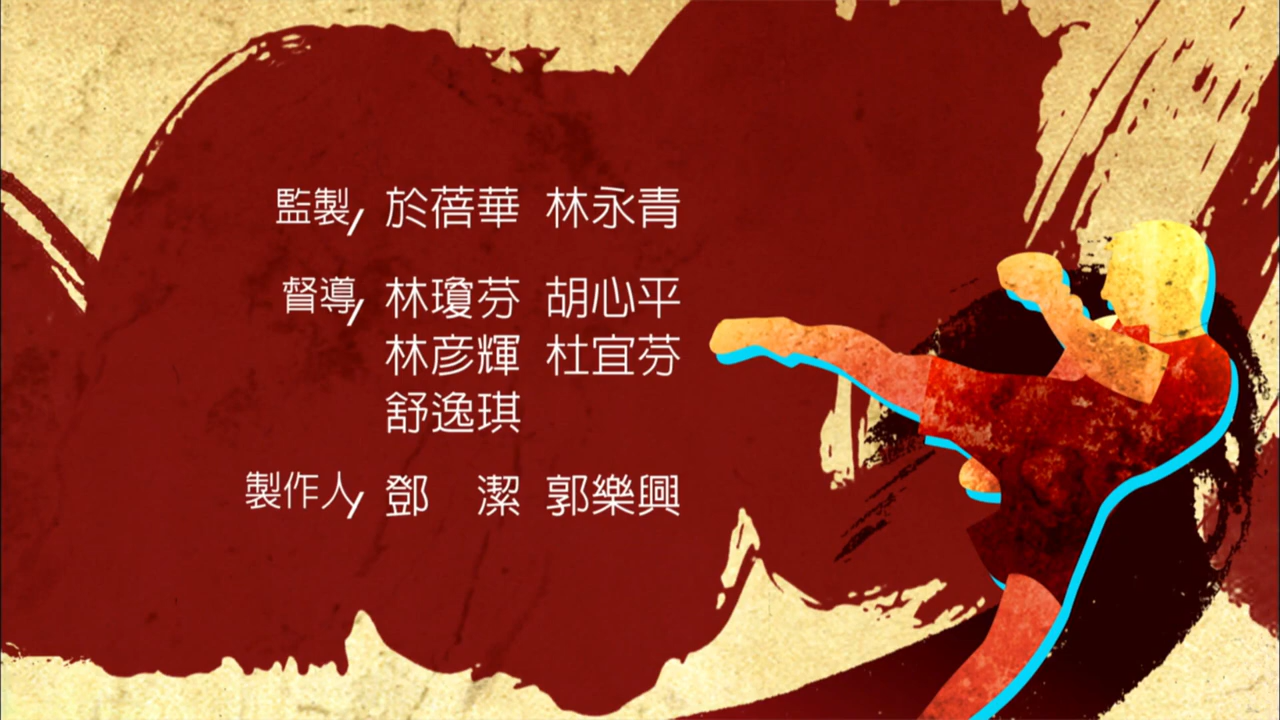 監製/ 於蓓華 林永青
督導/ 林瓊芬 胡心平
林彥輝 杜宜芬
舒逸琪
製作人/ 鄧 潔 郭樂興